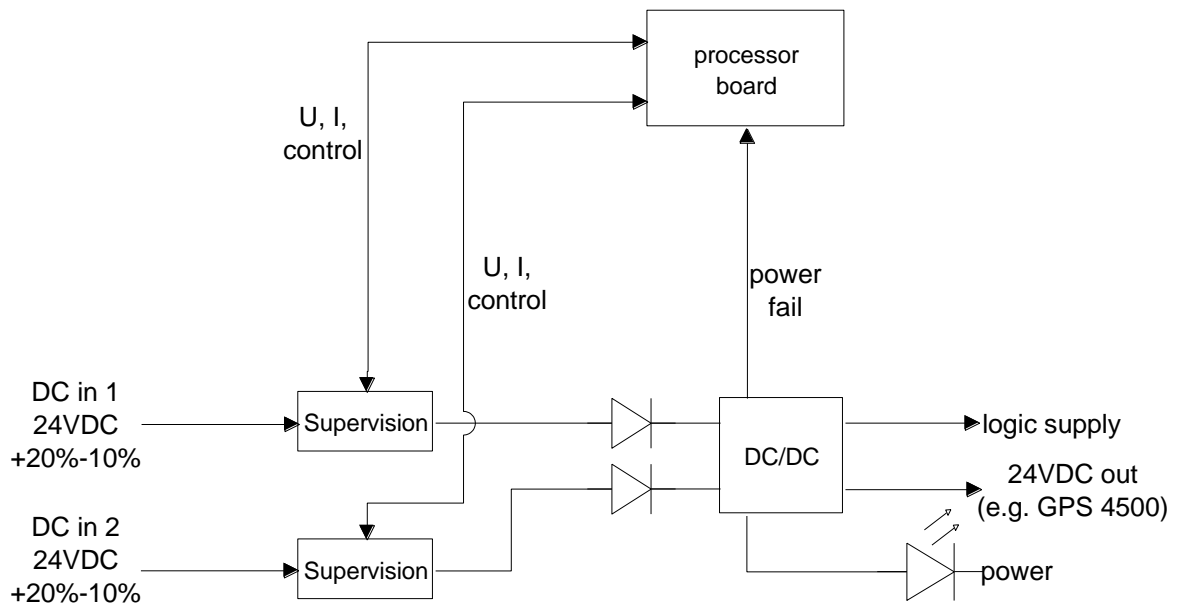 processor
board
U, I,
control
U, I,
control
power
fail
DC in 1
24VDC
+20%-10%
Supervision
DC/DC
logic supply
24VDC out
(e.g. GPS 4500)
DC in 2
24VDC
+20%-10%
Supervision
power